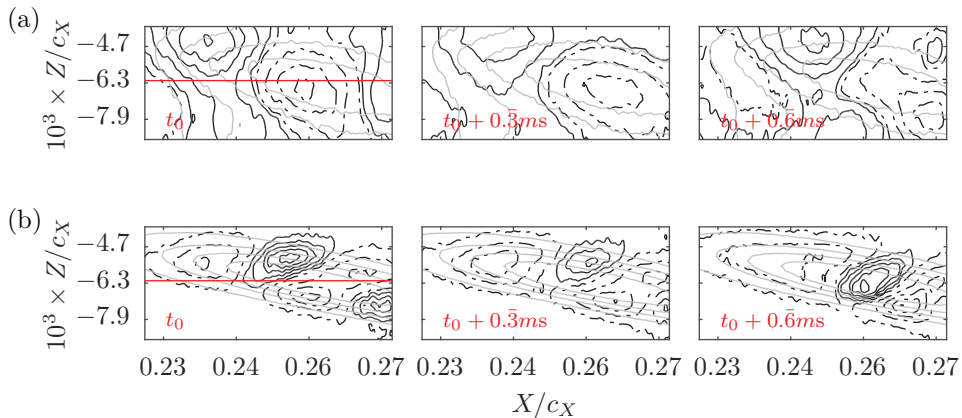 (a)
10³ × Z/c_X
−4.7
−6.3
−7.9
t₀
t₀ + 0.3̄ms
t₀ + 0.6̄ms
(b)
10³ × Z/c_X
−4.7
−6.3
−7.9
t₀
t₀ + 0.3̄ms
t₀ + 0.6̄ms
0.23 0.24 0.26 0.27 0.23 0.24 0.26 0.27 0.23 0.24 0.26 0.27
X/c_X